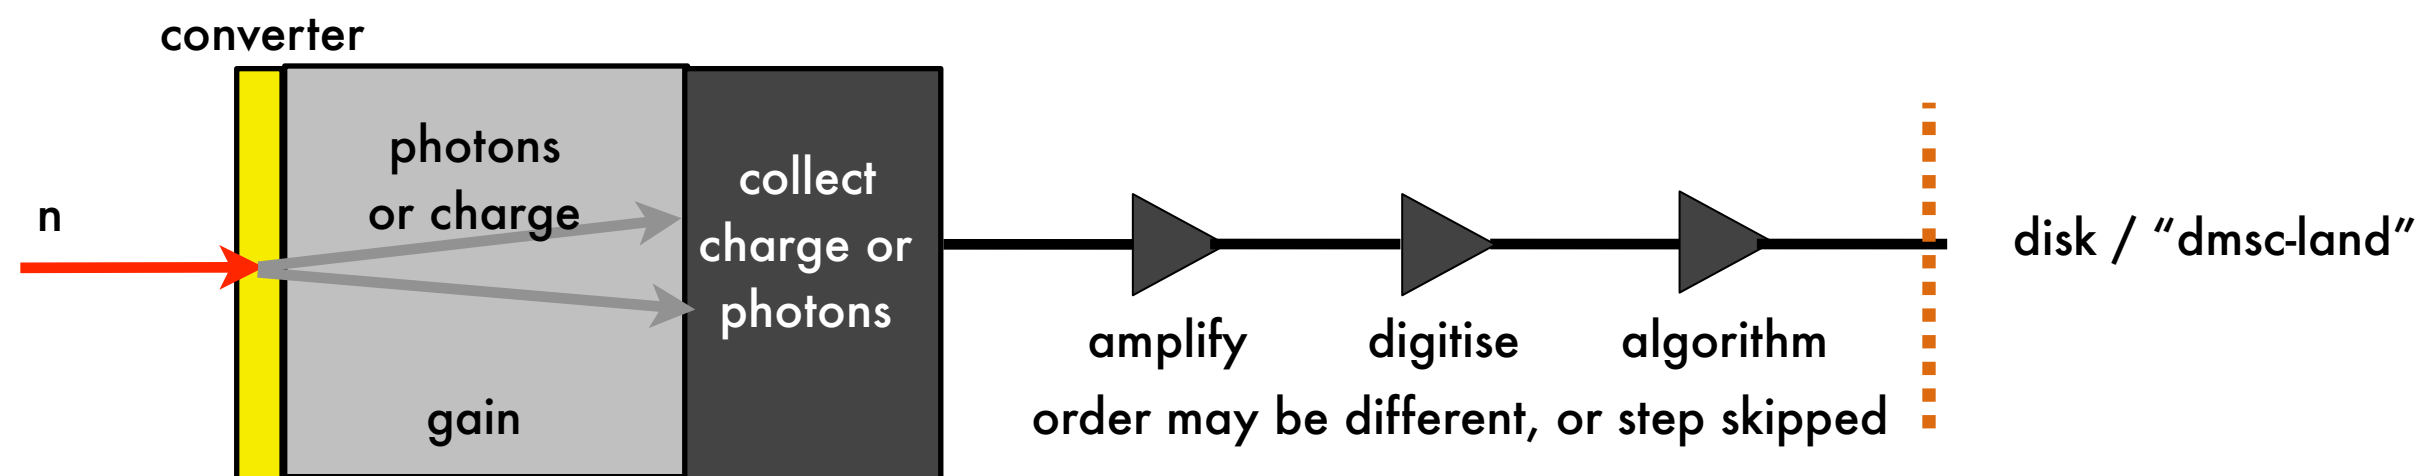 converter
n
photons
or charge
gain
collect
charge or
photons
amplify
digitise
algorithm
order may be different, or step skipped
disk / “dmsc-land”